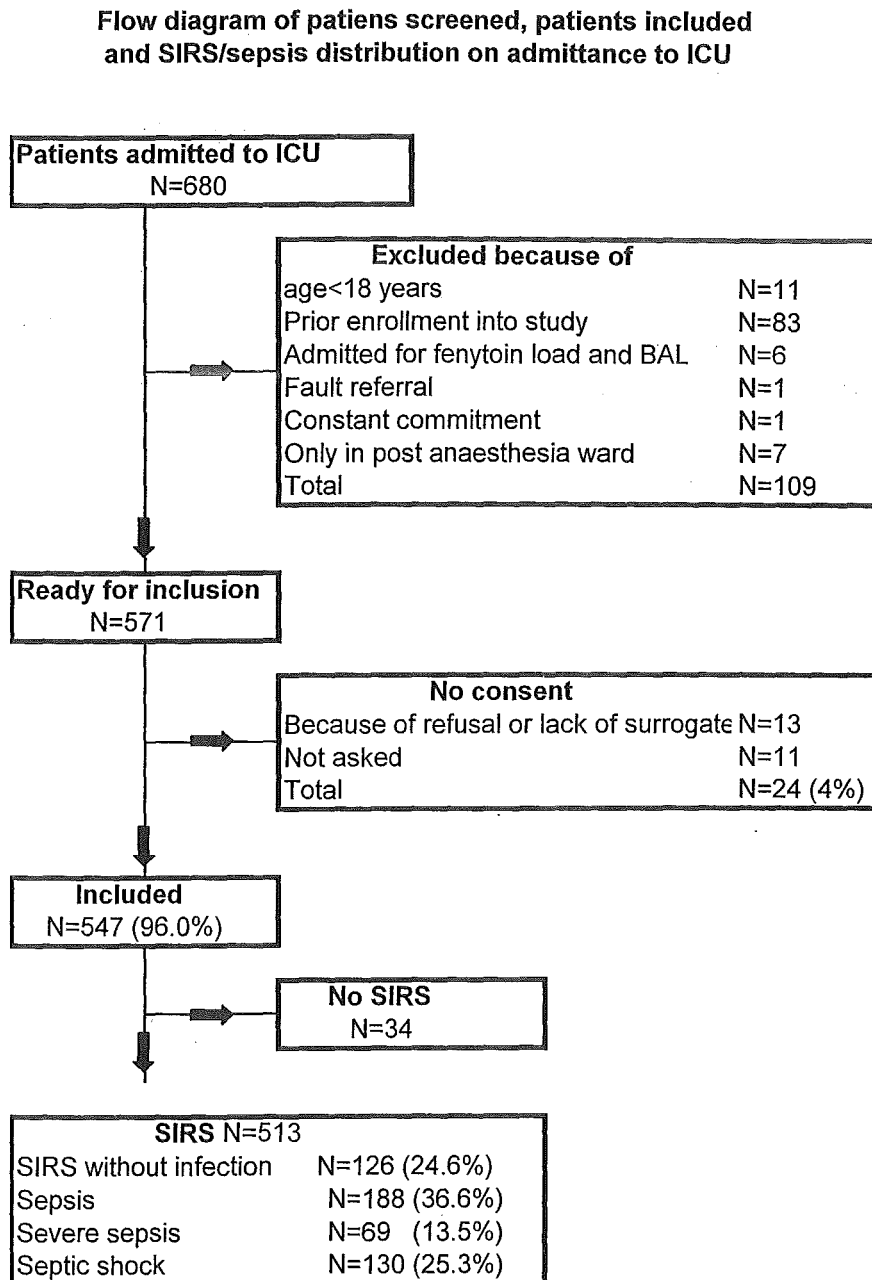 Flow diagram of patiens screened, patients included
and SIRS/sepsis distribution on admittance to ICU
Patients admitted to ICU
N=680
Excluded because of
age<18 years N=11
Prior enrollment into study N=83
Admitted for fenytoin load and BAL N=6
Fault referral N=1
Constant commitment N=1
Only in post anaesthesia ward N=7
Total N=109
Ready for inclusion
N=571
No consent
Because of refusal or lack of surrogate N=13
Not asked N=11
Total N=24 (4%)
Included
N=547 (96.0%)
No SIRS
N=34
SIRS N=513
SIRS without infection N=126 (24.6%)
Sepsis N=188 (36.6%)
Severe sepsis N=69 (13.5%)
Septic shock N=130 (25.3%)